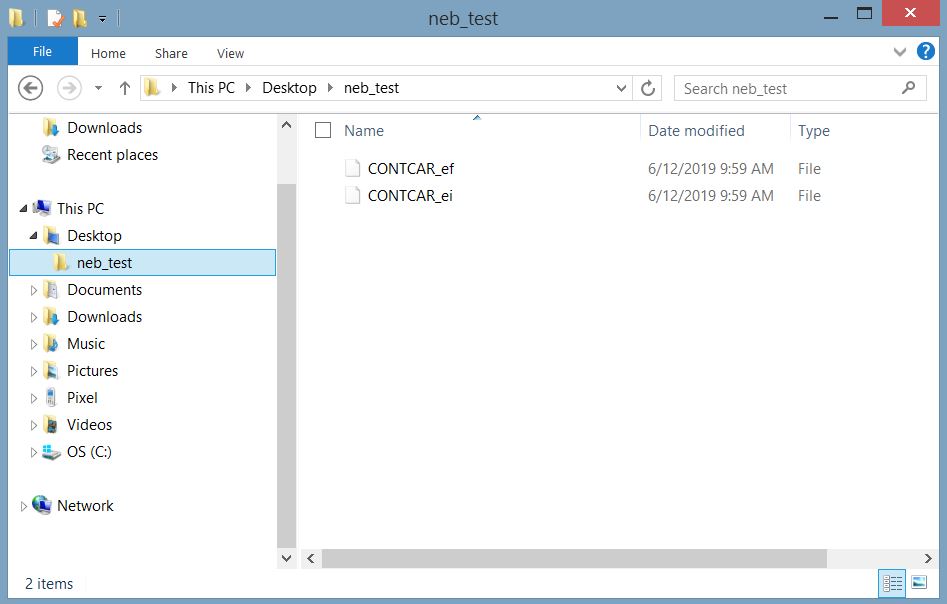 neb_test
File Home Share View
This PC Desktop neb_test
Search neb_test
Downloads
Recent places
This PC
Desktop
neb_test
Documents
Downloads
Music
Pictures
Pixel
Videos
OS (C:)
Network
Name Date modified Type
CONTCAR_ef 6/12/2019 9:59 AM File
CONTCAR_ei 6/12/2019 9:59 AM File
2 items